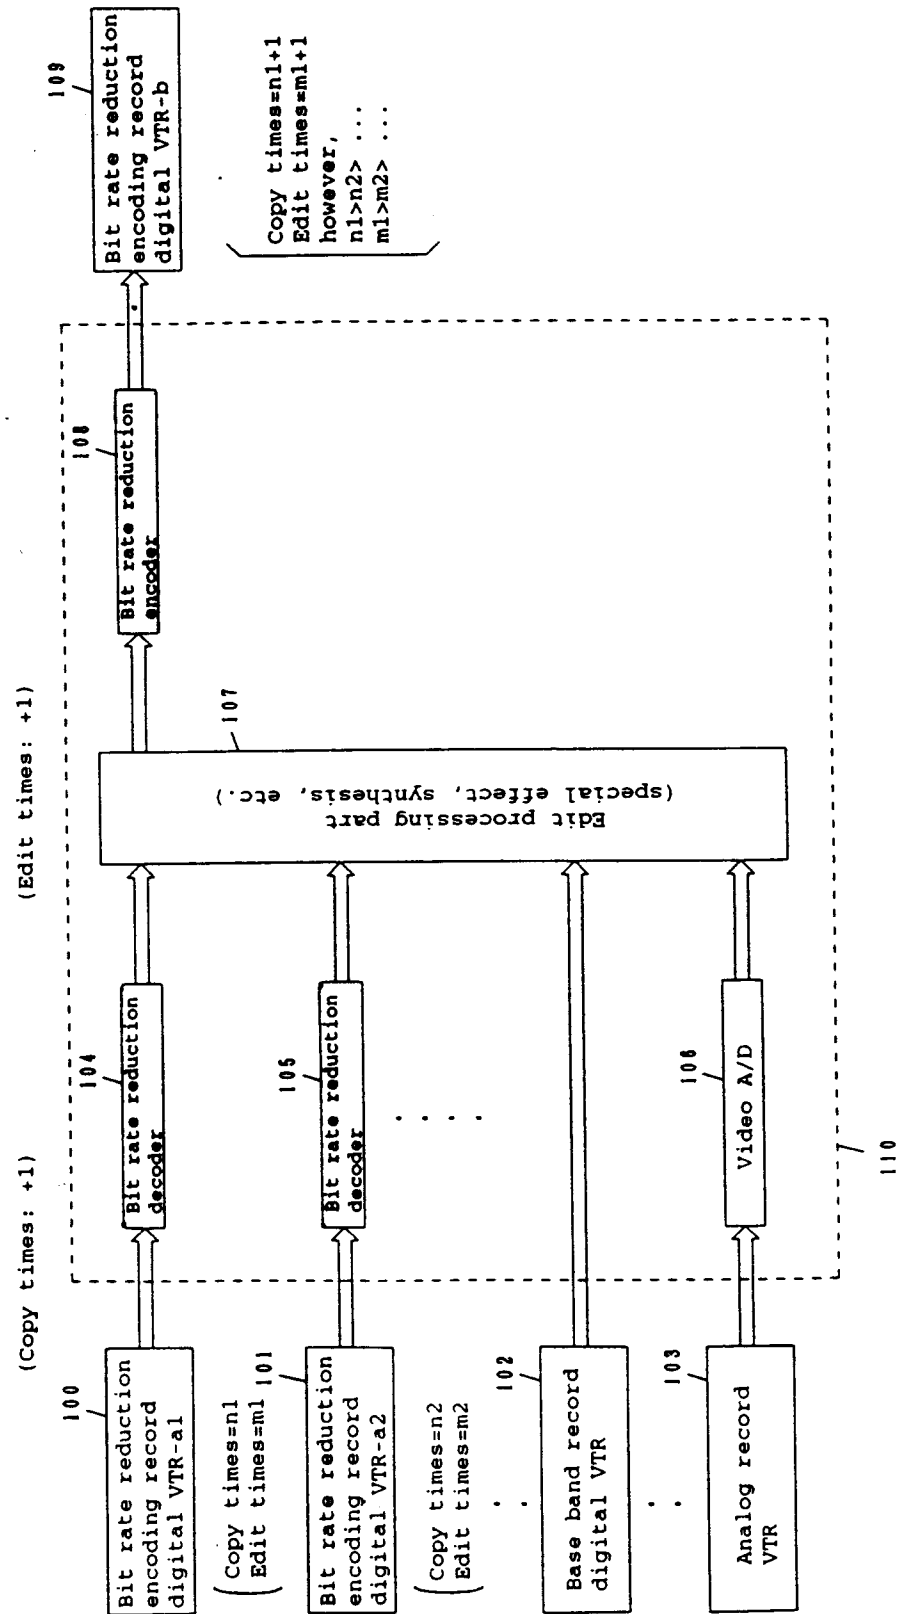 (Copy times: +1)
(Edit times: +1)
100
Bit rate reduction
encoding record
digital VTR-a1
Copy times=n1
Edit times=m1
101
Bit rate reduction
encoding record
digital VTR-a2
Copy times=n2
Edit times=m2
102
Base band record
digital VTR
103
Analog record
VTR
104
Bit rate reduction
decoder
105
Bit rate reduction
decoder
. . . .
106
Video A/D
107
Edit processing part
(special effect, synthesis, etc.)
108
Bit rate reduction
encoder
109
Bit rate reduction
encoding record
digital VTR-b
Copy times=n1+1
Edit times=m1+1
however,
n1>n2> ...
m1>m2> ...
110